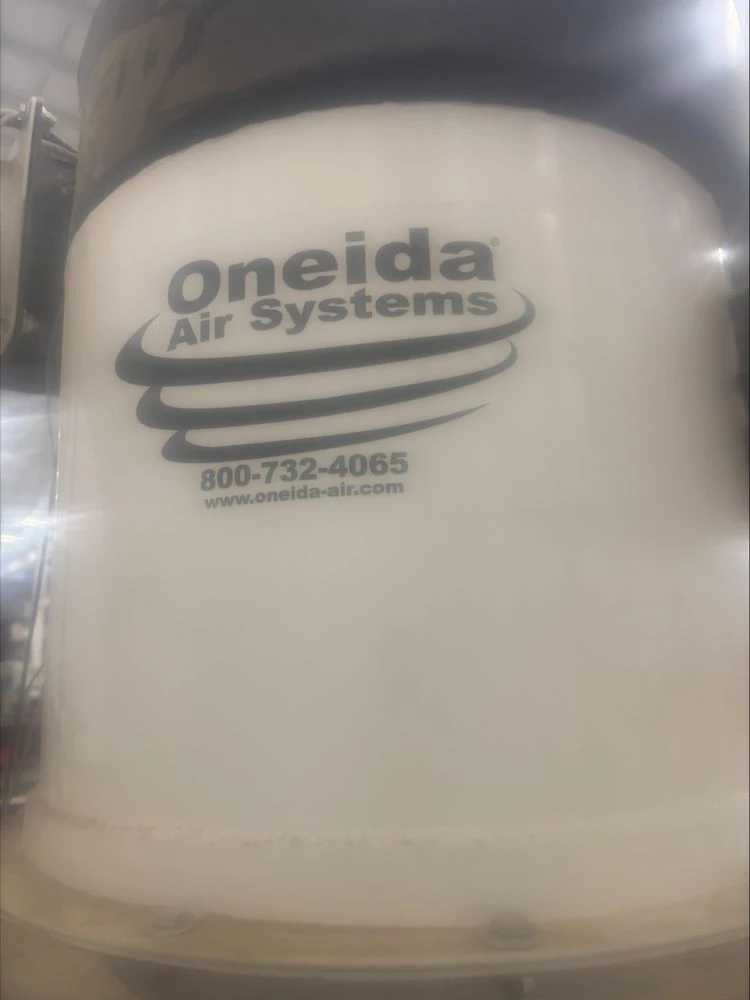 Oneida®
Air Systems
800-732-4065
www.oneida-air.com